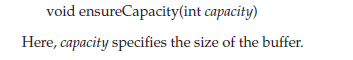 void ensureCapacity(int capacity)
Here, capacity specifies the size of the buffer.